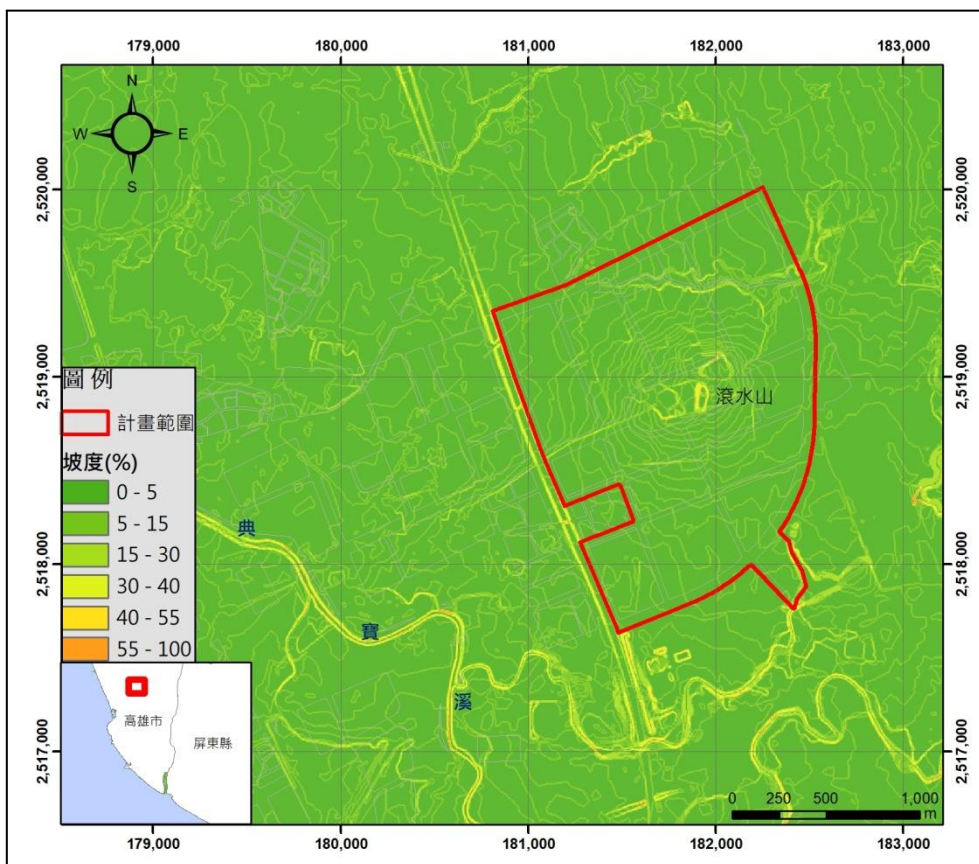 179,000 180,000 181,000 182,000 183,000
N
W E
S
2,520,000 2,520,000
2,519,000 2,519,000
滾水山
圖 例
計畫範圍
坡度(%)
0 - 5
5 - 15
15 - 30
30 - 40
40 - 55
55 - 100
典
寶
溪
2,518,000 2,518,000
高雄市
屏東縣
2,517,000 2,517,000
0 250 500 1,000
m
179,000 180,000 181,000 182,000 183,000